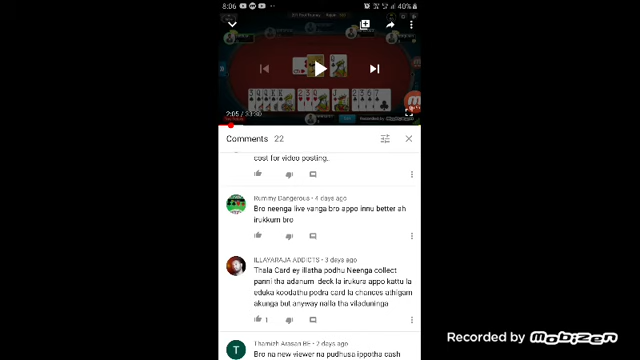 8:06
40%
2:05 / 33:30
Comments 22
cost for video posting..
Rummy Dangerous • 4 days ago
Bro neenga live vanga bro appo innu better ah
irukkum bro
ILLAYARAJA ADDICTS • 3 days ago
Thala Card ey illatha podhu Neenga collect
panni tha adanum deck la irukura appo kattu la
eduka koodathu podra card la chances athigam
akunga but anyway nalla tha viladuninga
1
T
Thamizh Arasan BE • 2 days ago
Bro na new viewer na pudhusa ippotha cash
Recorded by mobizen